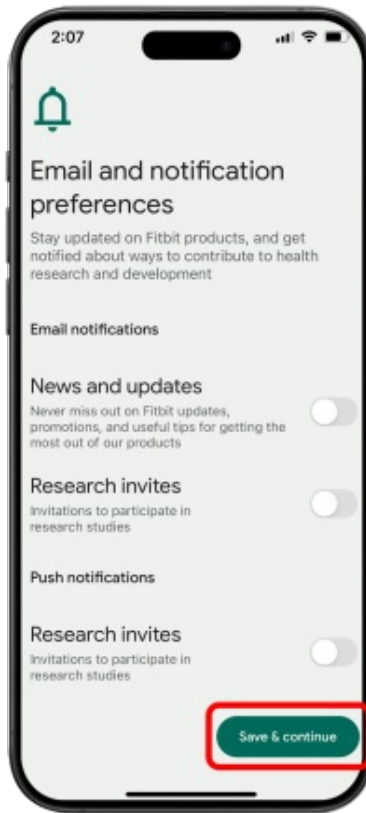 2:07
Email and notification
preferences
Stay updated on Fitbit products, and get
notified about ways to contribute to health
research and development
Email notifications
News and updates
Never miss out on Fitbit updates,
promotions, and useful tips for getting the
most out of our products
Research invites
Invitations to participate in
research studies
Push notifications
Research invites
Invitations to participate in
research studies
Save & continue